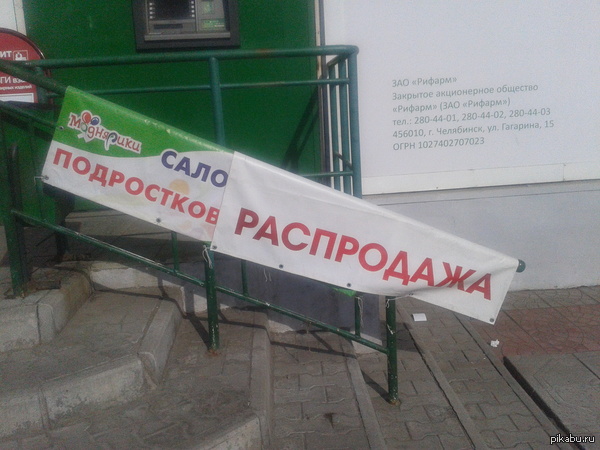 Моднярики
САЛО
ПОДРОСТКОВ
РАСПРОДАЖА
ЗАО «Рифарм»
Закрытое акционерное общество
«Рифарм» (ЗАО «Рифарм»)
тел.: 280-44-01, 280-44-02, 280-44-03
456010, г. Челябинск, ул. Гагарина, 15
ОГРН 1027402707023
pikabu.ru